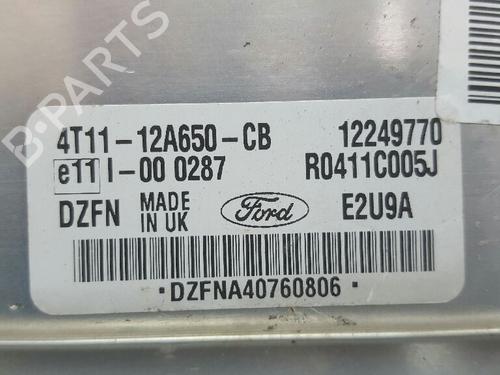 4T11-12A650-CB 12249770
e11 I-00 0287 R0411C005J
DZFN MADE IN UK Ford E2U9A
·DZFNA40760806·
B-PARTS